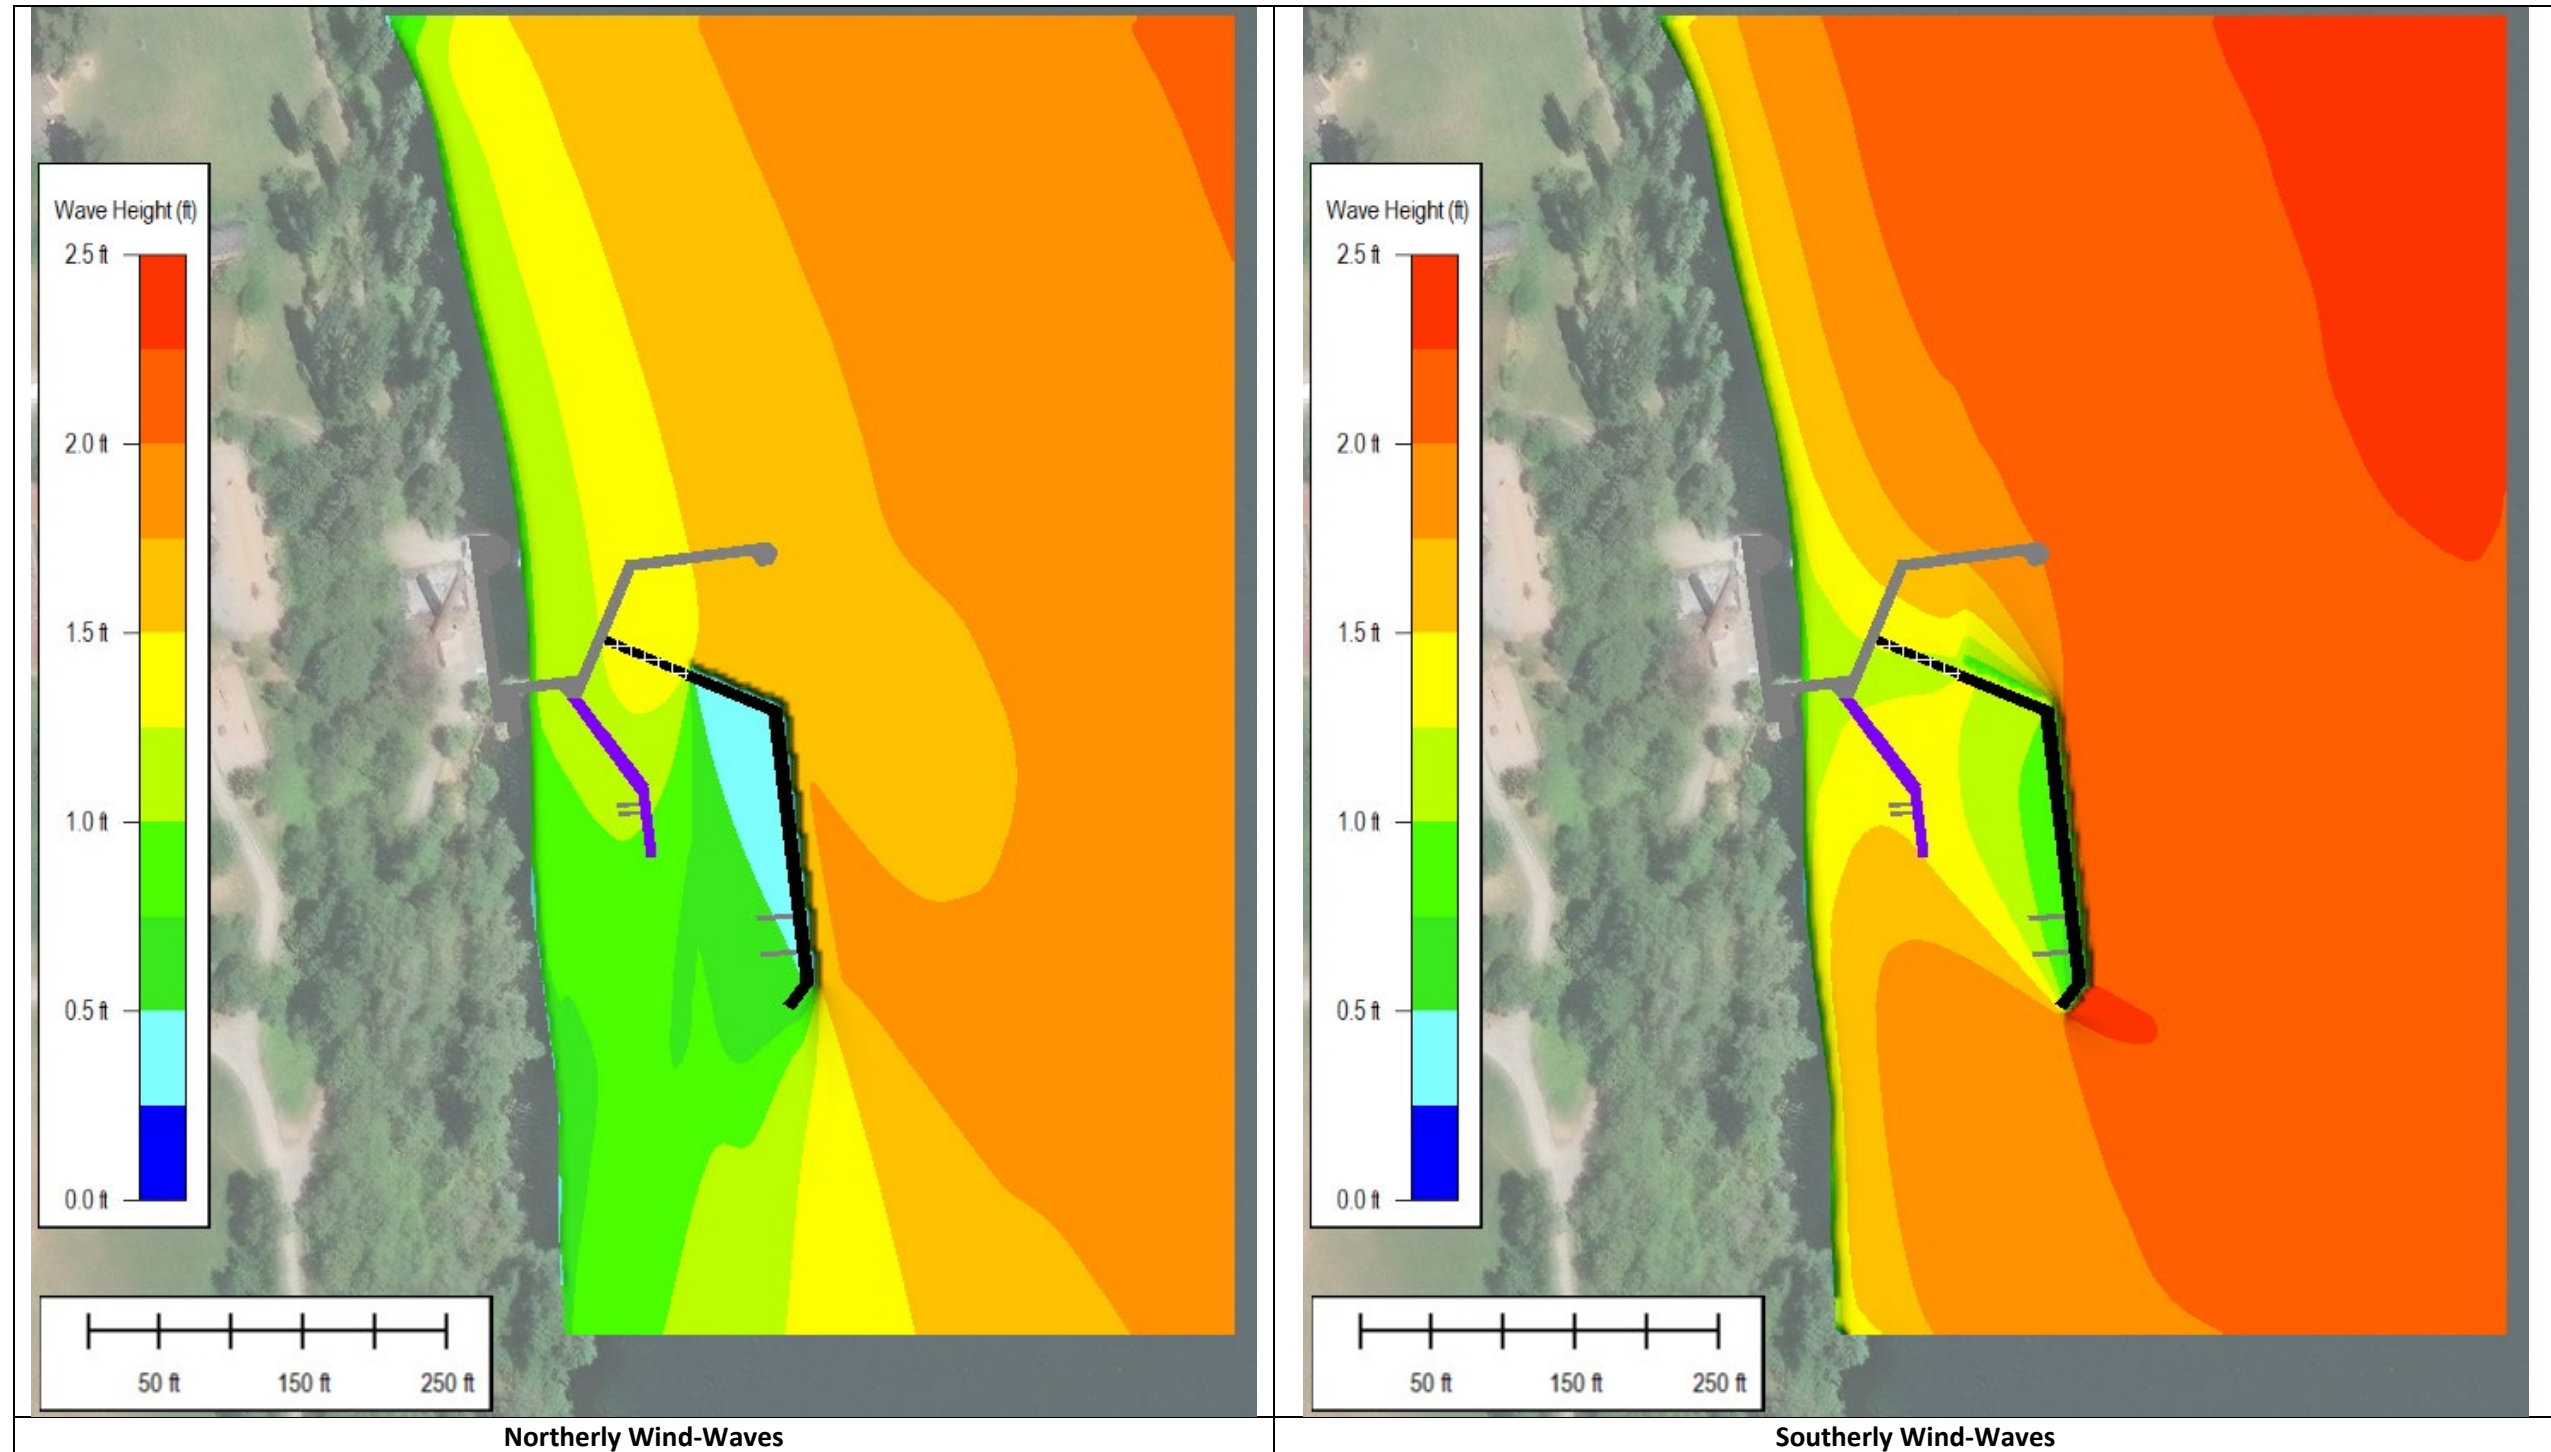 Wave Height (ft)
2.5 ft
2.0 ft
1.5 ft
1.0 ft
0.5 ft
0.0 ft
50 ft 150 ft 250 ft
Northerly Wind-Waves
Wave Height (ft)
2.5 ft
2.0 ft
1.5 ft
1.0 ft
0.5 ft
0.0 ft
50 ft 150 ft 250 ft
Southerly Wind-Waves